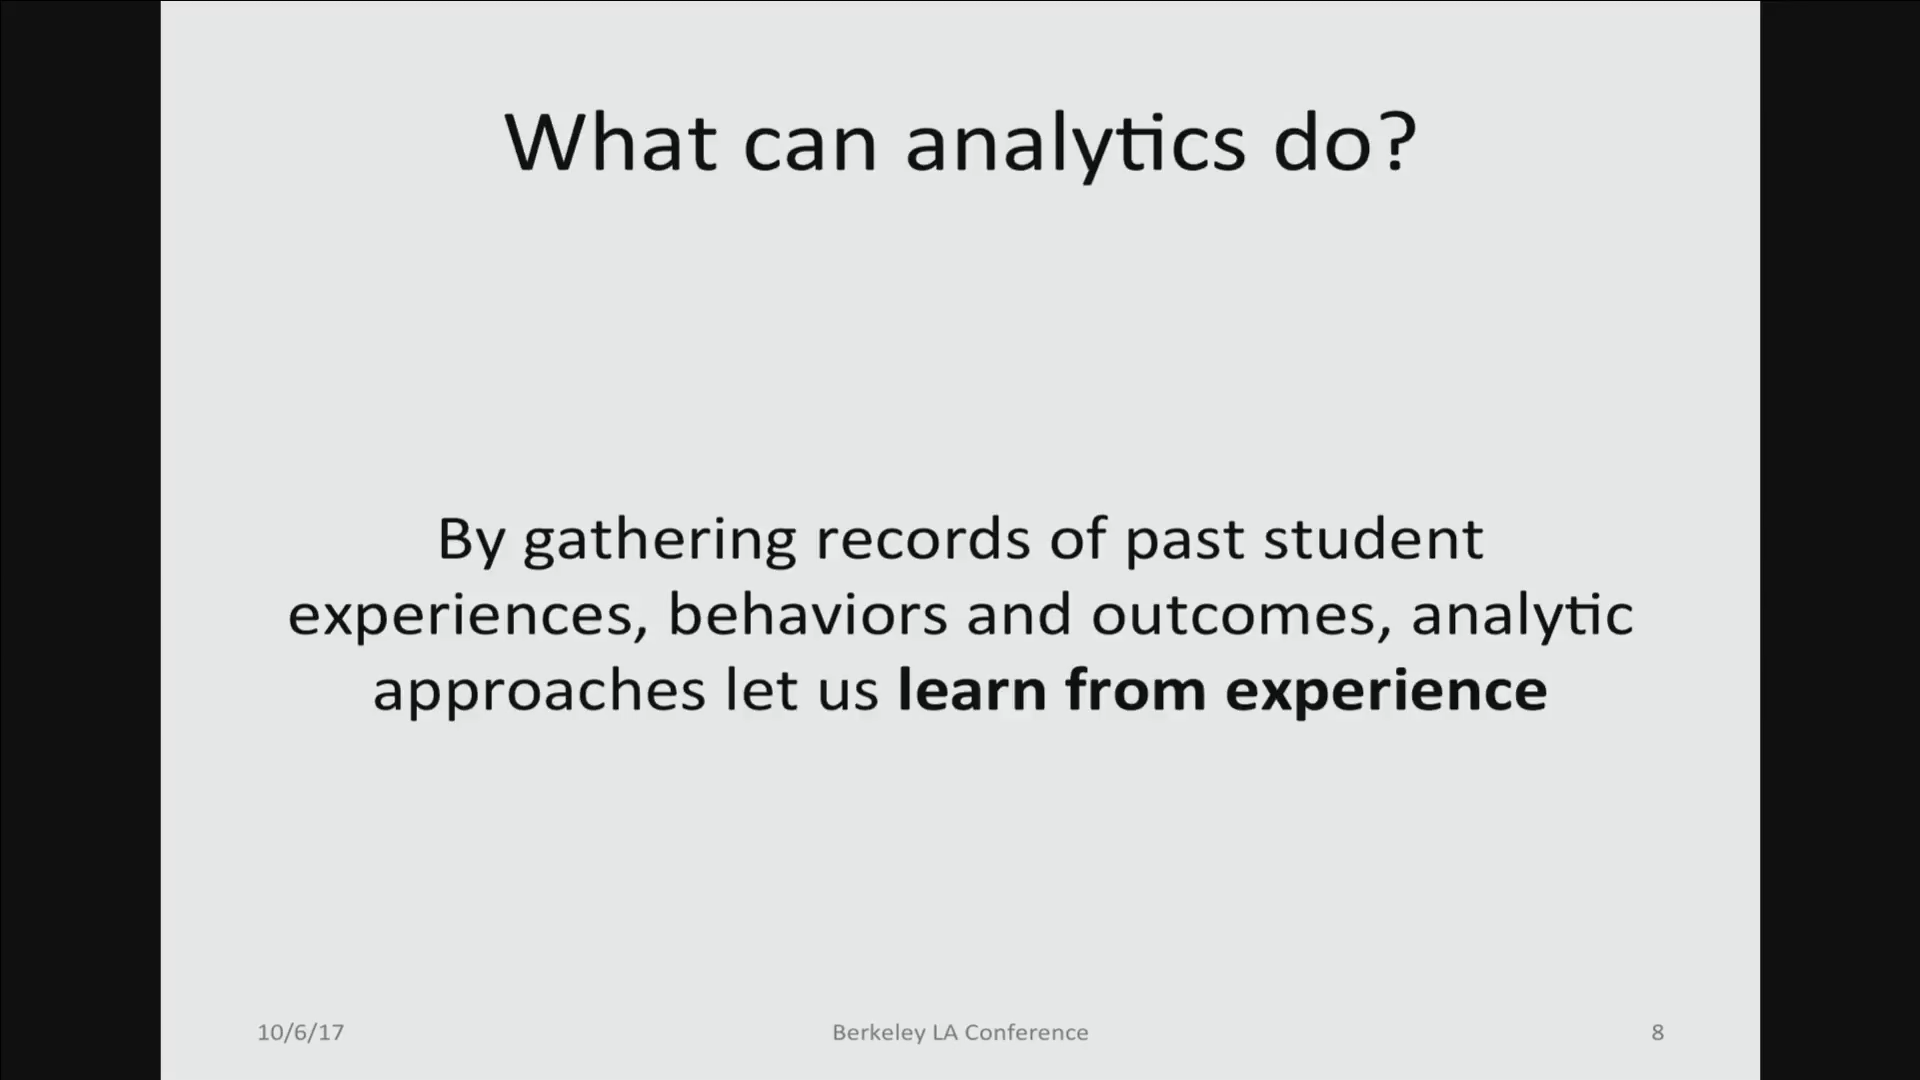 What can analytics do?
By gathering records of past student
experiences, behaviors and outcomes, analytic
approaches let us learn from experience
10/6/17
Berkeley LA Conference
8